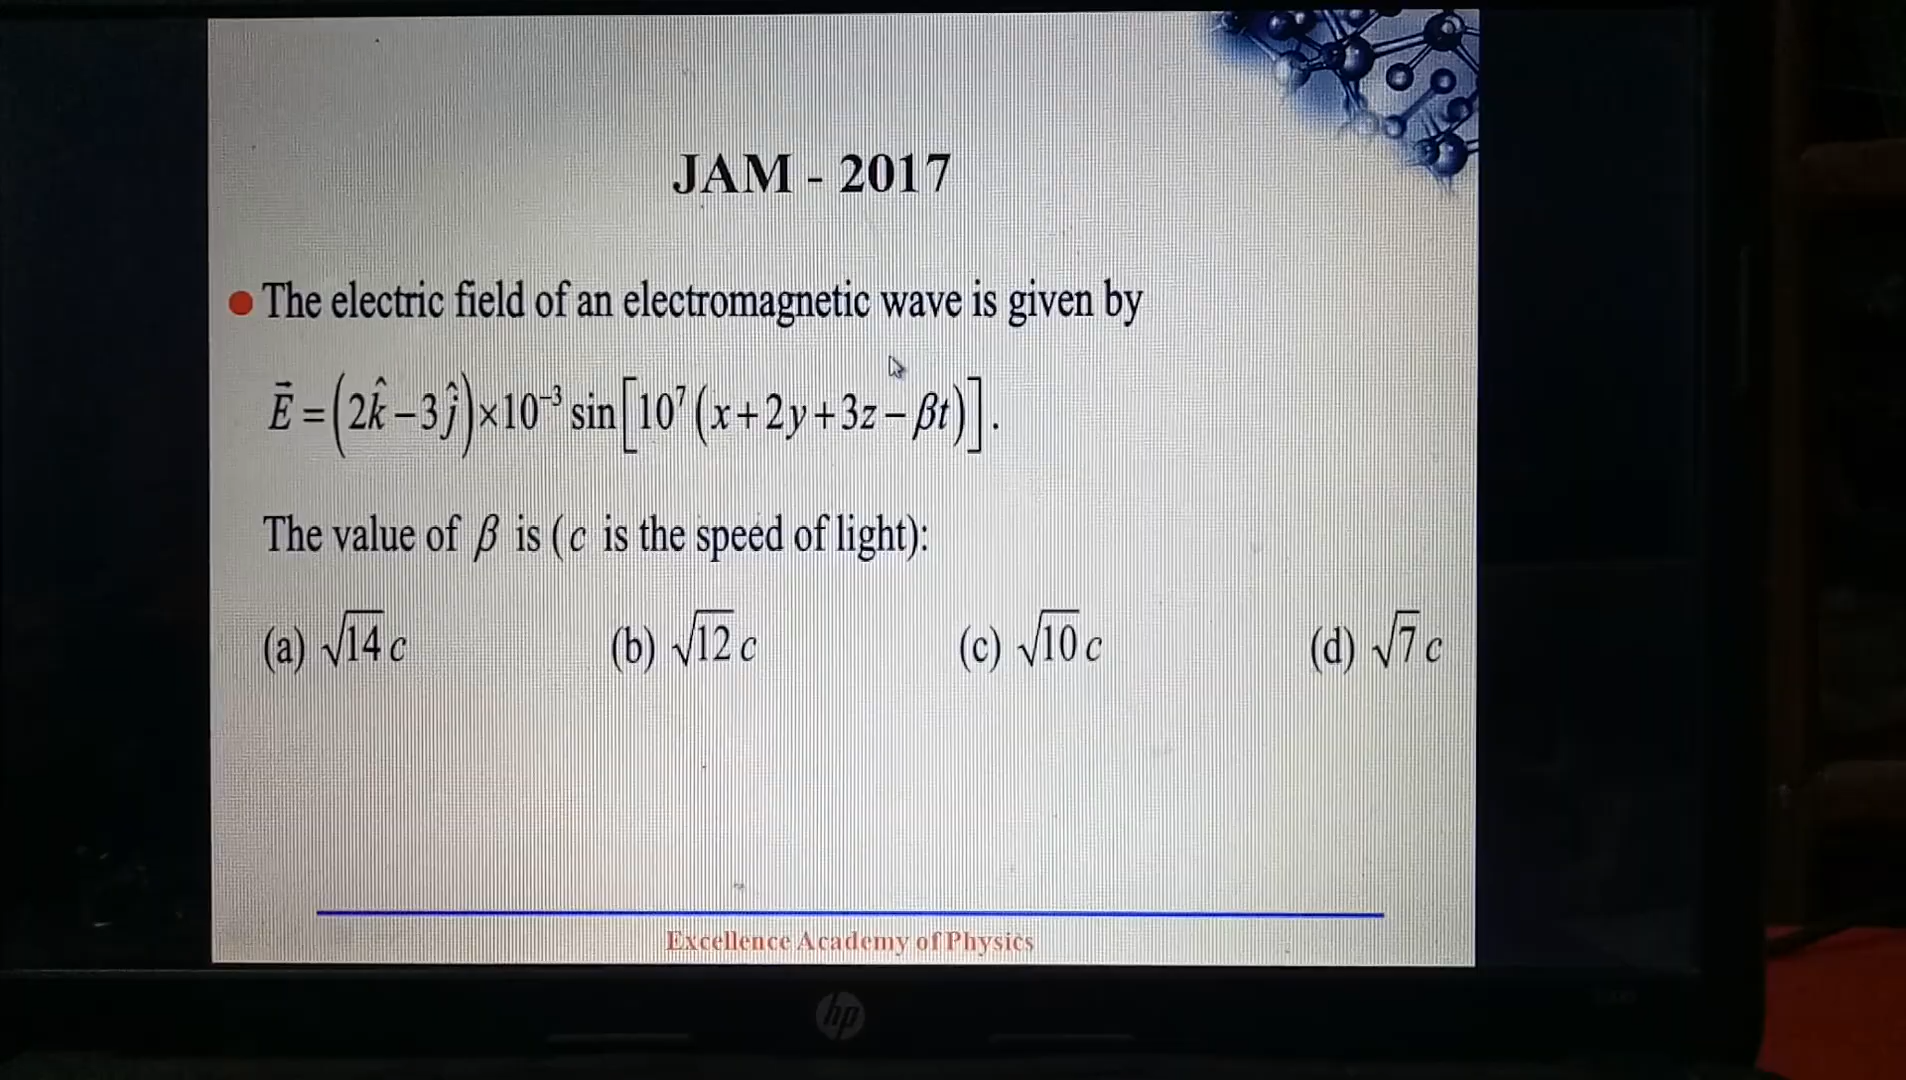 JAM - 2017
The electric field of an electromagnetic wave is given by
E⃗ = (2k̂ − 3ĵ) × 10⁻³ sin[10⁷ (x + 2y + 3z − βt)].
The value of β is (c is the speed of light):
(a) √14 c (b) √12 c (c) √10 c (d) √7 c
Excellence Academy of Physics
hp